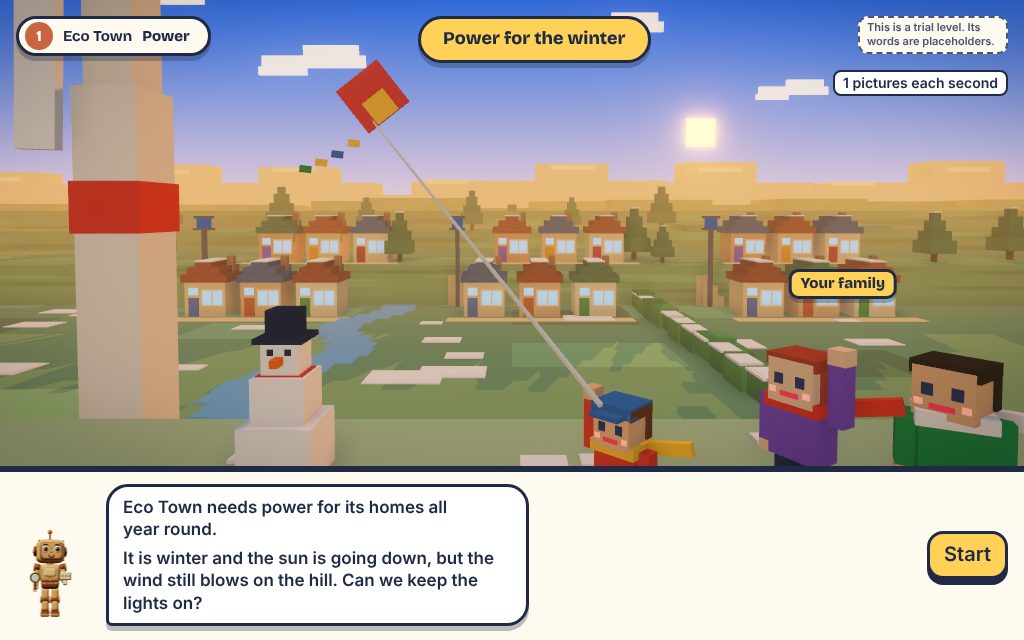 1 Eco Town Power
Power for the winter
This is a trial level. Its
words are placeholders.
1 pictures each second
Your family
Eco Town needs power for its homes all
year round.
It is winter and the sun is going down, but the
wind still blows on the hill. Can we keep the
lights on?
Start